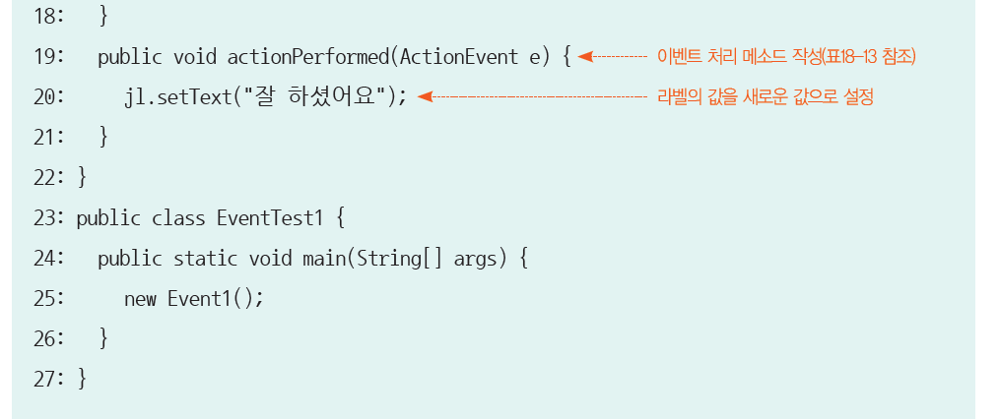 18: }
19: public void actionPerformed(ActionEvent e) { 이벤트 처리 메소드 작성(표18-13 참조)
20: jl.setText("잘 하셨어요"); 라벨의 값을 새로운 값으로 설정
21: }
22: }
23: public class EventTest1 {
24: public static void main(String[] args) {
25: new Event1();
26: }
27: }